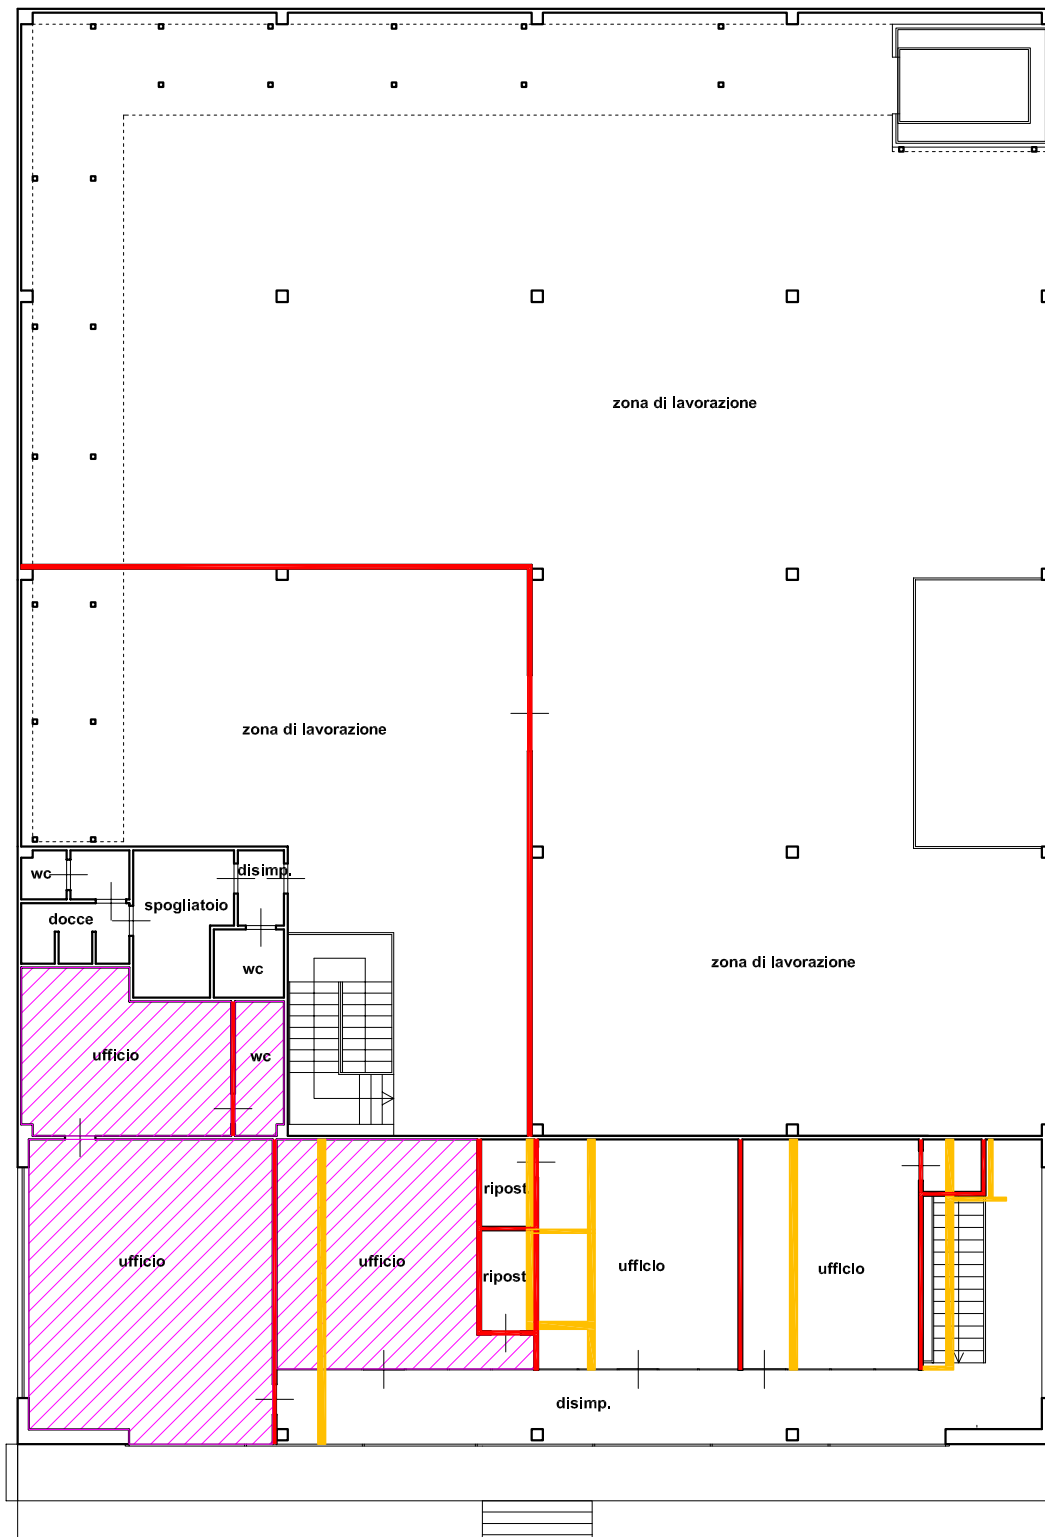 zona di lavorazione
zona di lavorazione
wc
disimp.
docce
spogliatoio
wc
zona di lavorazione
ufficio
wc
ripost.
ufficio
ufficio
ripost.
ufficio
ufficio
disimp.